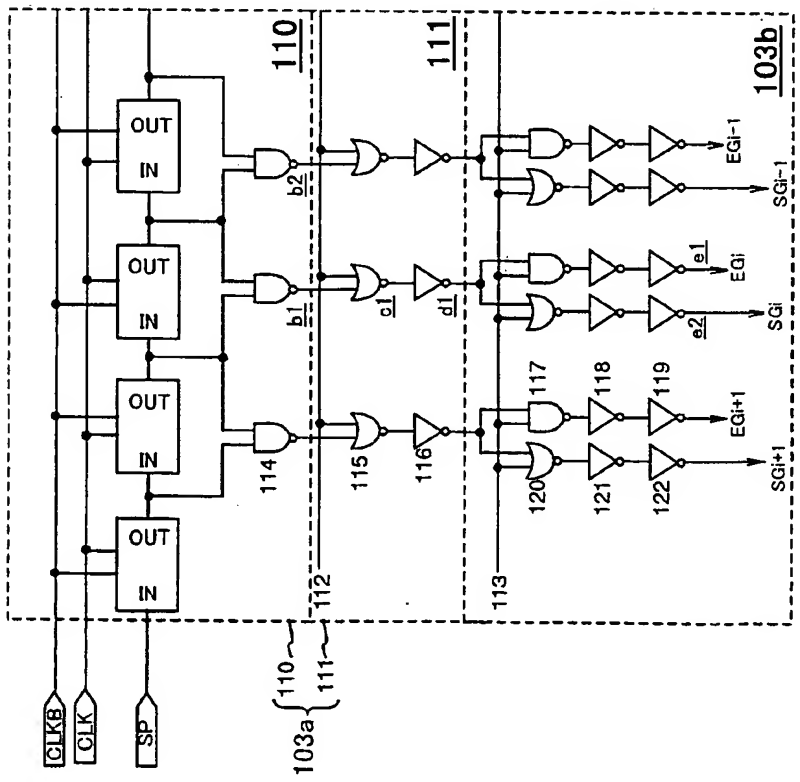 CLKB
CLK
SP
IN OUT
IN OUT
IN OUT
IN OUT
110
114
b1
b2
103a
110
111
112
115
116
c1
d1
111
113
117
118
119
120
121
122
e1
e2
SGi+1
EGi+1
SGi
EGi
SGi-1
EGi-1
103b